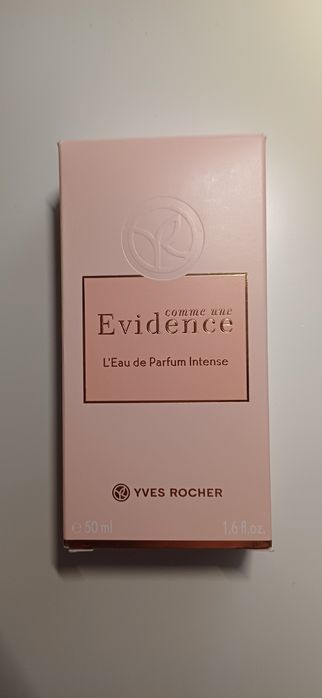 comme une
Evidence
L'Eau de Parfum Intense
YVES ROCHER
℮ 50 ml 1.6 fl.oz.